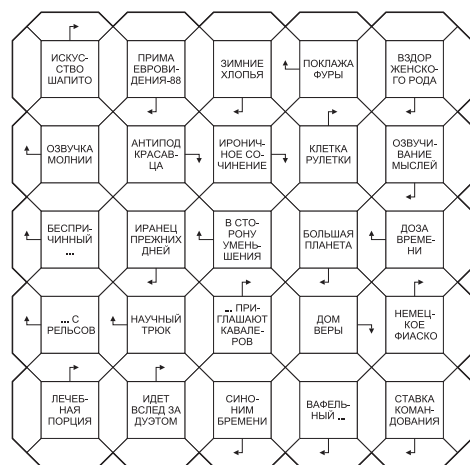 ИСКУС-
СТВО
ШАПИТО
ПРИМА
ЕВРОВИ-
ДЕНИЯ-88
ЗИМНИЕ
ХЛОПЬЯ
ПОКЛАЖА
ФУРЫ
ВЗДОР
ЖЕНСКО-
ГО РОДА
ОЗВУЧКА
МОЛНИИ
АНТИПОД
КРАСАВ-
ЦА
ИРОНИЧ-
НОЕ СО-
ЧИНЕНИЕ
КЛЕТКА
РУЛЕТКИ
ОЗВУЧИ-
ВАНИЕ
МЫСЛЕЙ
БЕСПРИ-
ЧИННЫЙ
...
ИРАНЕЦ
ПРЕЖНИХ
ДНЕЙ
В СТО-
РОНУ
УМЕНЬ-
ШЕНИЯ
БОЛЬШАЯ
ПЛАНЕТА
ДОЗА
ВРЕМЕ-
НИ
... С
РЕЛЬСОВ
НАУЧНЫЙ
ТРЮК
... ПРИ-
ГЛАШАЮТ
КАВАЛЕ-
РОВ
ДОМ
ВЕРЫ
НЕМЕЦ-
КОЕ
ФИАСКО
ЛЕЧЕБ-
НАЯ
ПОРЦИЯ
ИДЕТ
ВСЛЕД ЗА
ДУЭТОМ
СИНО-
НИМ
БРЕМЕНИ
ВАФЕЛЬ-
НЫЙ ...
СТАВКА
КОМАН-
ДОВАНИЯ